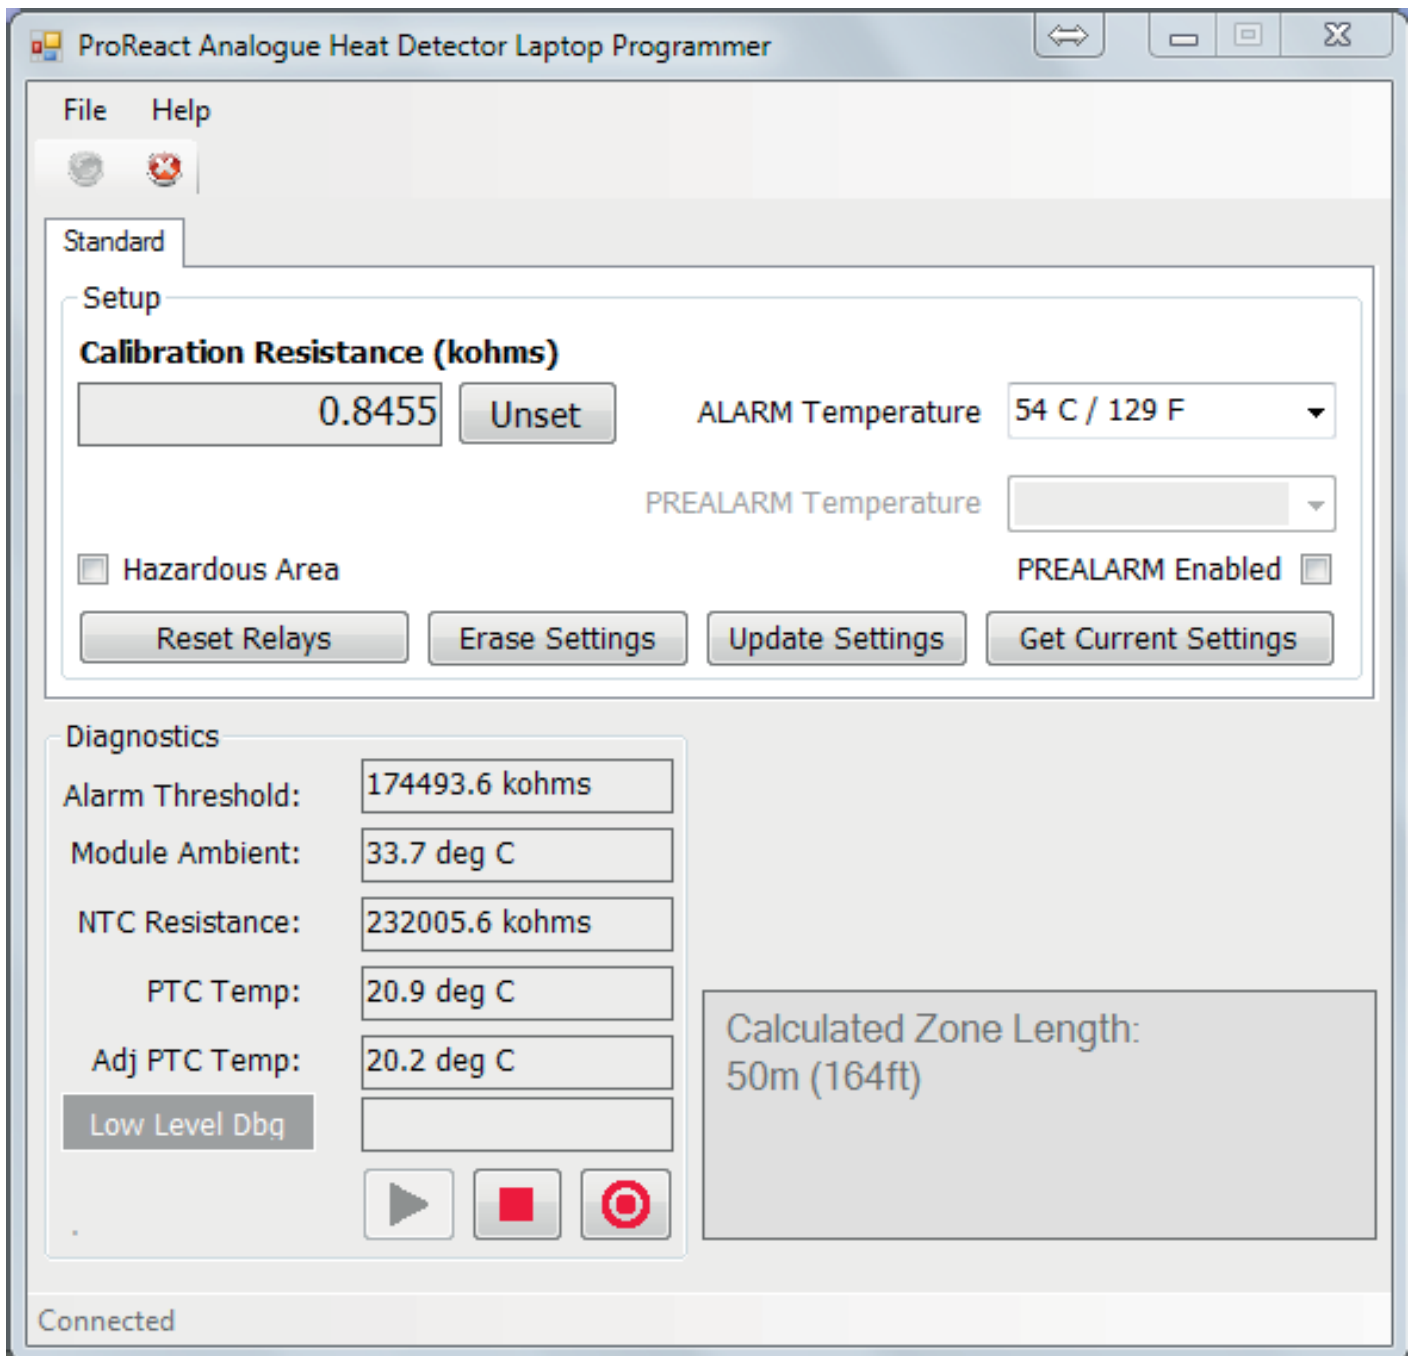 ProReact Analogue Heat Detector Laptop Programmer
File Help
Standard
Setup
Calibration Resistance (kohms)
0.8455 Unset ALARM Temperature 54 C / 129 F
PREALARM Temperature
Hazardous Area PREALARM Enabled
Reset Relays Erase Settings Update Settings Get Current Settings
Diagnostics
Alarm Threshold: 174493.6 kohms
Module Ambient: 33.7 deg C
NTC Resistance: 232005.6 kohms
PTC Temp: 20.9 deg C
Adj PTC Temp: 20.2 deg C
Low Level Dbg
Calculated Zone Length:
50m (164ft)
.
Connected